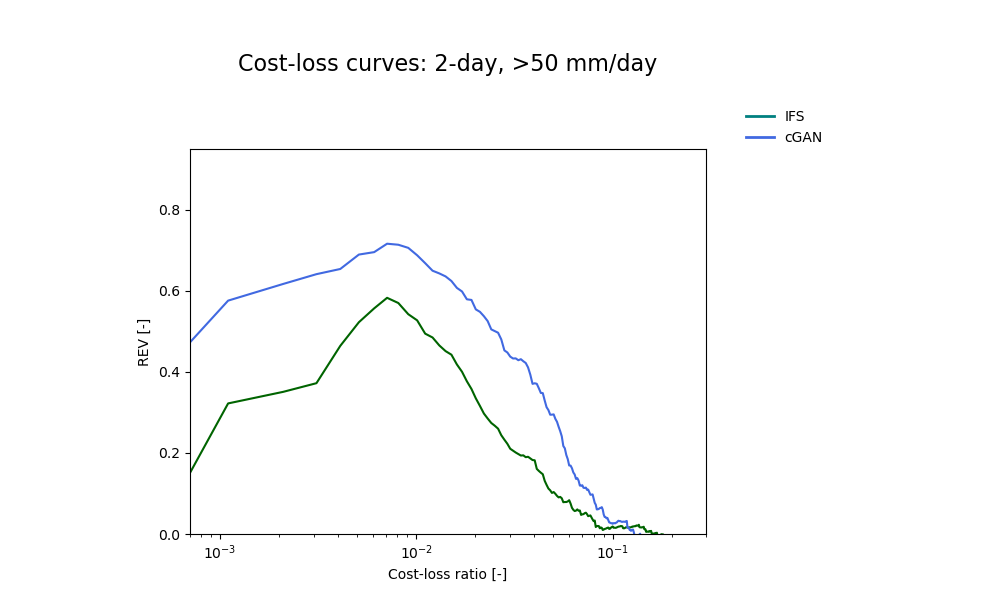 Cost-loss curves: 2-day, >50 mm/day
IFS
cGAN
0.8
0.6
0.4
0.2
0.0
REV [-]
10⁻³
10⁻²
10⁻¹
Cost-loss ratio [-]